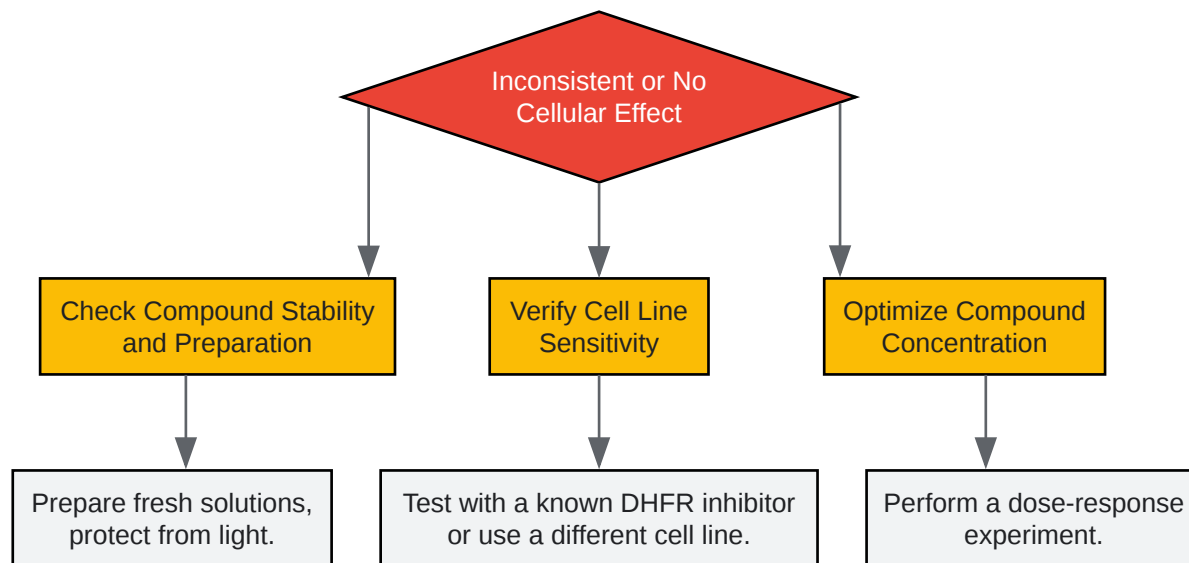 Inconsistent or No
Cellular Effect
Check Compound Stability
and Preparation
Verify Cell Line
Sensitivity
Optimize Compound
Concentration
Prepare fresh solutions,
protect from light.
Test with a known DHFR inhibitor
or use a different cell line.
Perform a dose-response
experiment.